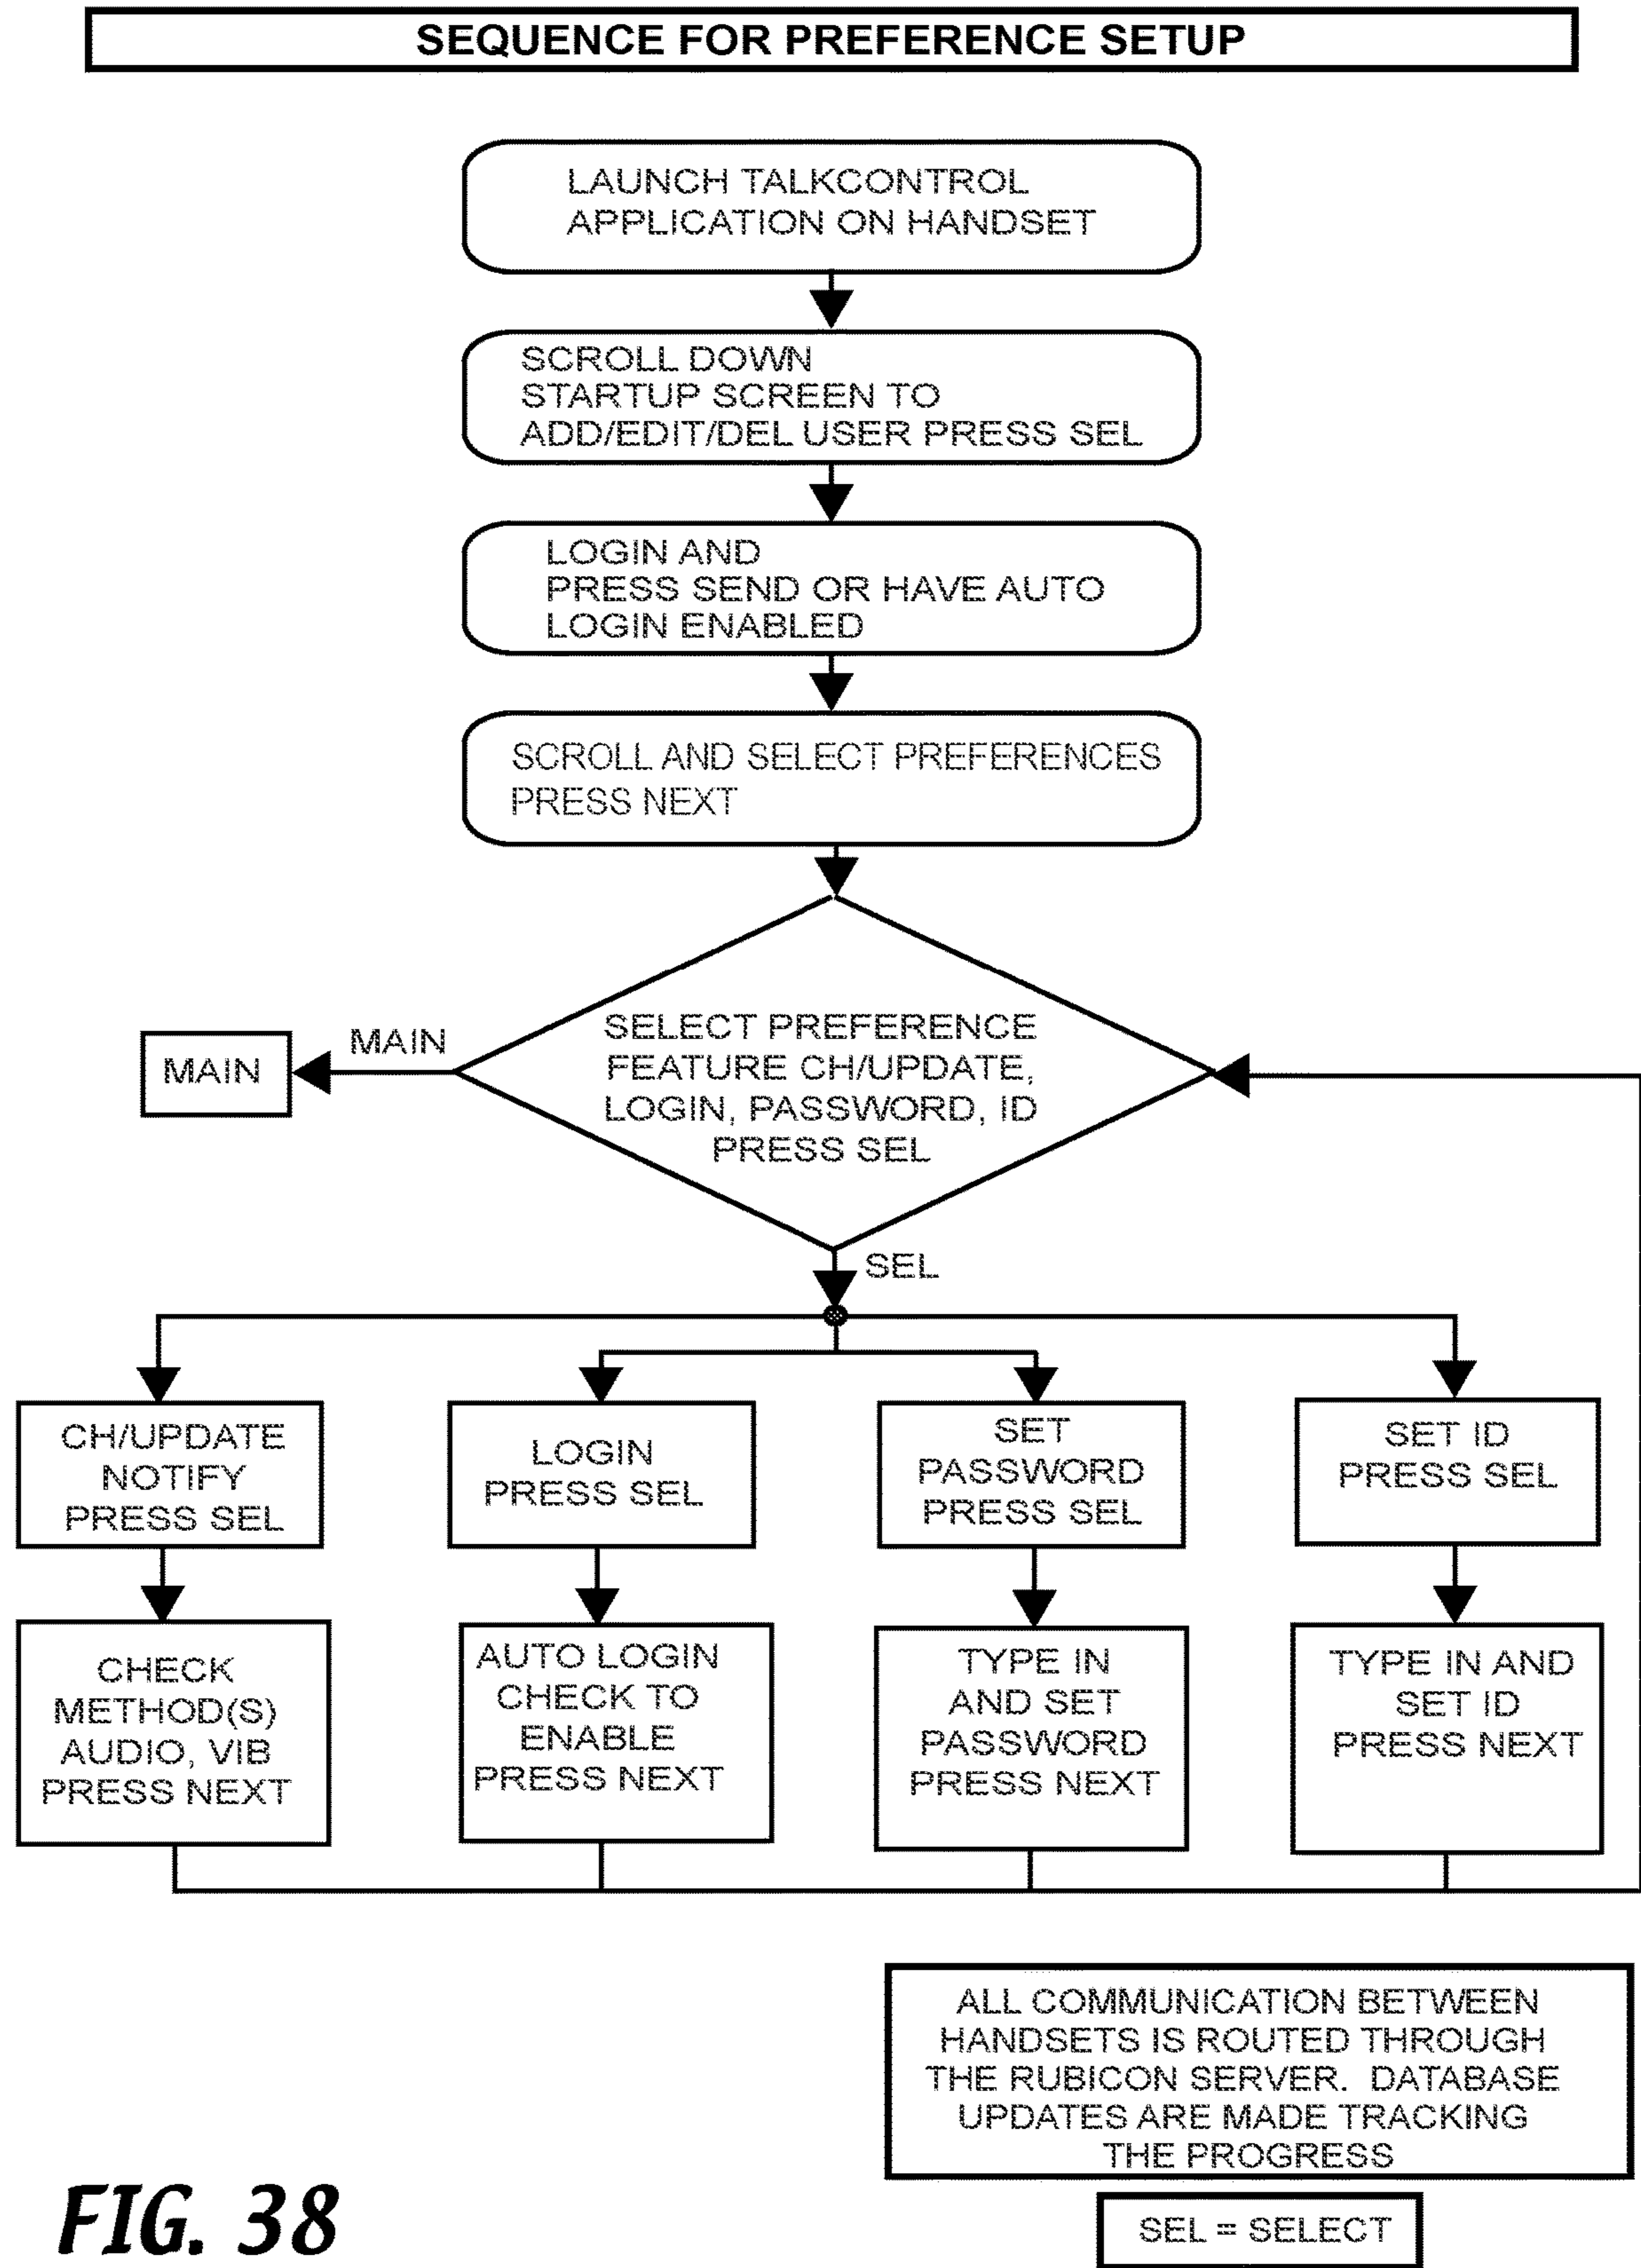 SEQUENCE FOR PREFERENCE SETUP
LAUNCH TALKCONTROL
APPLICATION ON HANDSET
SCROLL DOWN
STARTUP SCREEN TO
ADD/EDIT/DEL USER PRESS SEL
LOGIN AND
PRESS SEND OR HAVE AUTO
LOGIN ENABLED
SCROLL AND SELECT PREFERENCES
PRESS NEXT
SELECT PREFERENCE
FEATURE CH/UPDATE,
LOGIN, PASSWORD, ID
PRESS SEL
MAIN
MAIN
SEL
CH/UPDATE
NOTIFY
PRESS SEL
LOGIN
PRESS SEL
SET
PASSWORD
PRESS SEL
SET ID
PRESS SEL
CHECK
METHOD(S)
AUDIO, VIB
PRESS NEXT
AUTO LOGIN
CHECK TO
ENABLE
PRESS NEXT
TYPE IN
AND SET
PASSWORD
PRESS NEXT
TYPE IN AND
SET ID
PRESS NEXT
ALL COMMUNICATION BETWEEN
HANDSETS IS ROUTED THROUGH
THE RUBICON SERVER. DATABASE
UPDATES ARE MADE TRACKING
THE PROGRESS
SEL = SELECT
FIG. 38